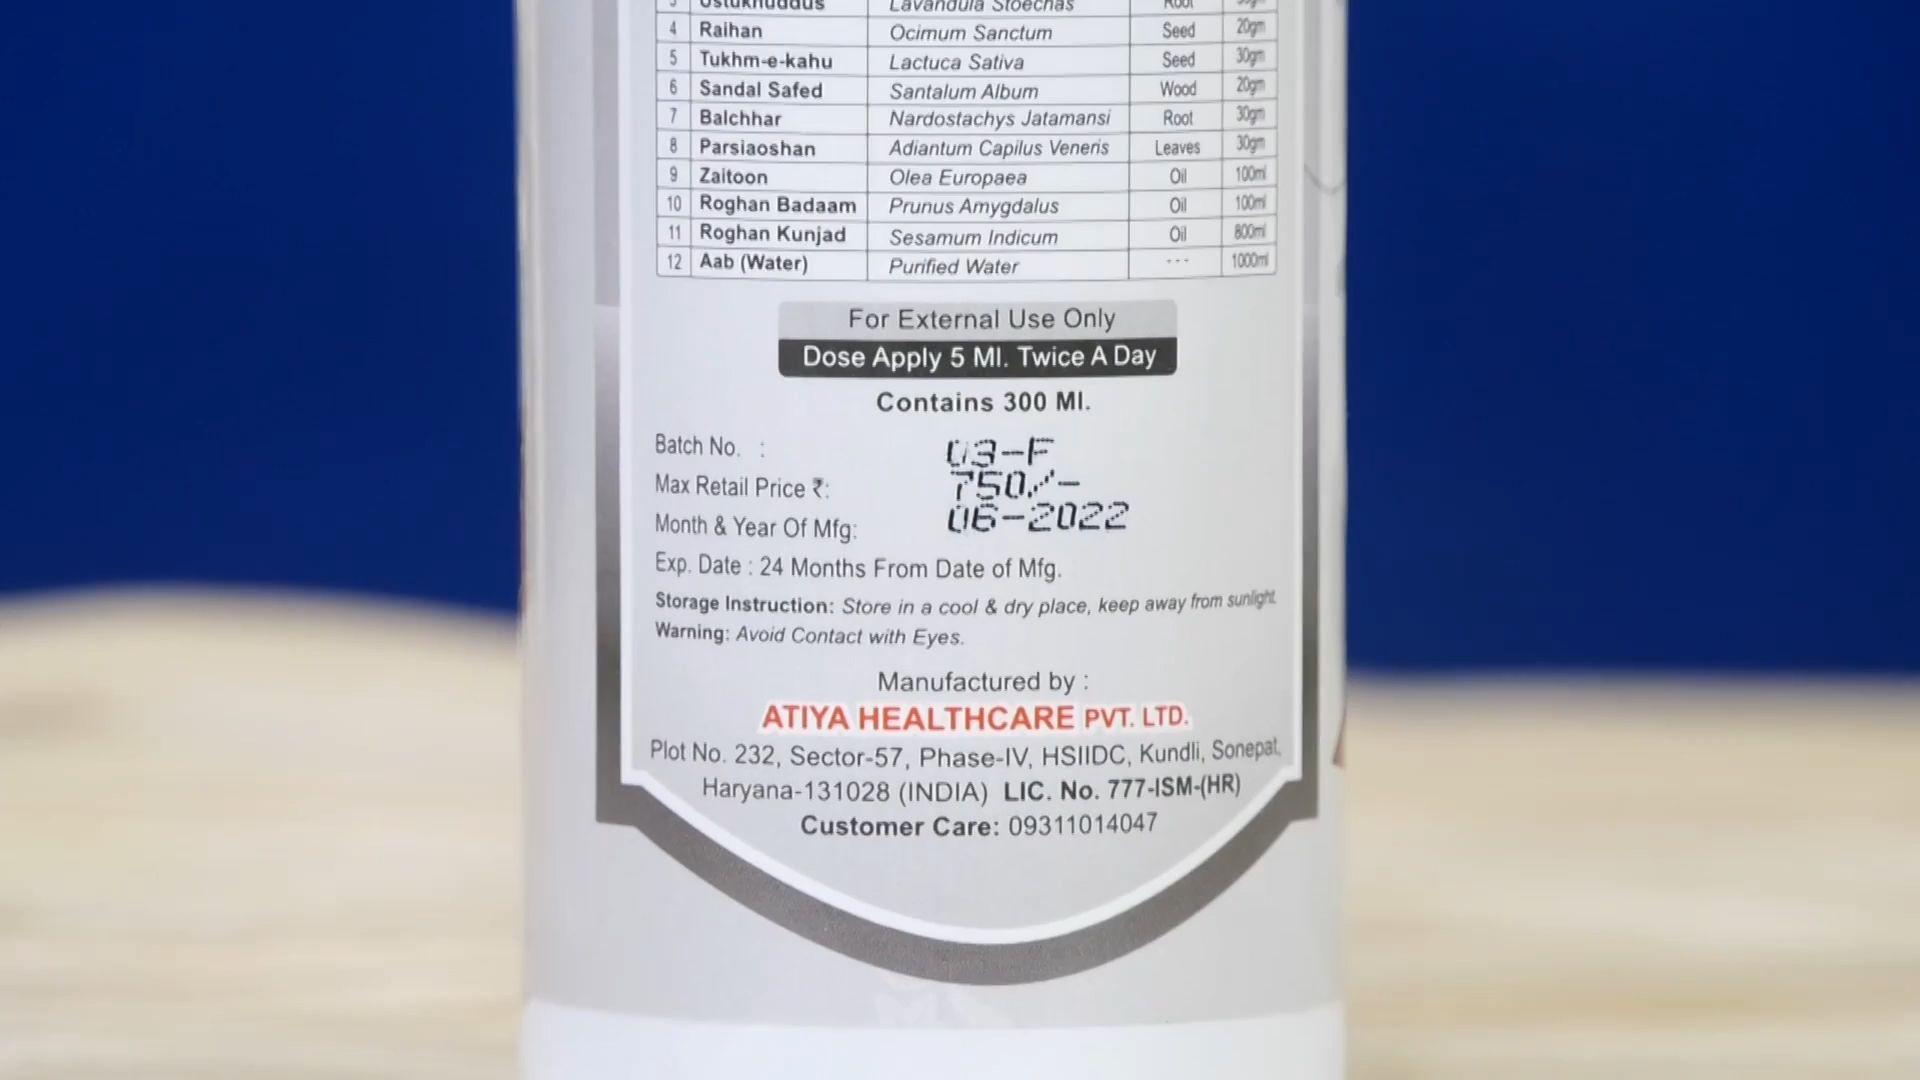 3 Ustukhuddus Lavandula Stoechas Root 30gm
4 Raihan Ocimum Sanctum Seed 20gm
5 Tukhm-e-kahu Lactuca Sativa Seed 30gm
6 Sandal Safed Santalum Album Wood 20gm
7 Balchhar Nardostachys Jatamansi Root 30gm
8 Parsiaoshan Adiantum Capilus Veneris Leaves 30gm
9 Zaitoon Olea Europaea Oil 100ml
10 Roghan Badaam Prunus Amygdalus Oil 100ml
11 Roghan Kunjad Sesamum Indicum Oil 800ml
12 Aab (Water) Purified Water --- 1000ml
For External Use Only
Dose Apply 5 Ml. Twice A Day
Contains 300 Ml.
Batch No. : 03-F
Max Retail Price ₹: 750/-
Month & Year Of Mfg: 06-2022
Exp. Date : 24 Months From Date of Mfg.
Storage Instruction: Store in a cool & dry place, keep away from sunlight.
Warning: Avoid Contact with Eyes.
Manufactured by :
ATIYA HEALTHCARE PVT. LTD.
Plot No. 232, Sector-57, Phase-IV, HSIIDC, Kundli, Sonepat,
Haryana-131028 (INDIA) LIC. No. 777-ISM-(HR)
Customer Care: 09311014047